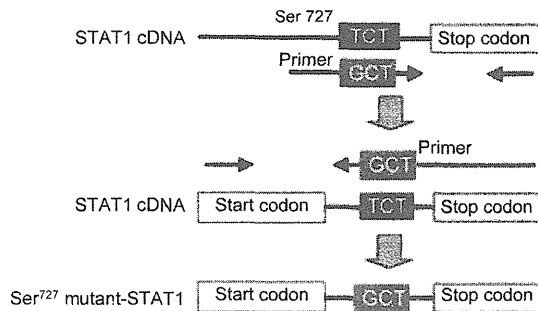 Ser 727
STAT1 cDNA TCT Stop codon
Primer GCT
GCT Primer
STAT1 cDNA Start codon TCT Stop codon
Ser727 mutant-STAT1 Start codon GCT Stop codon